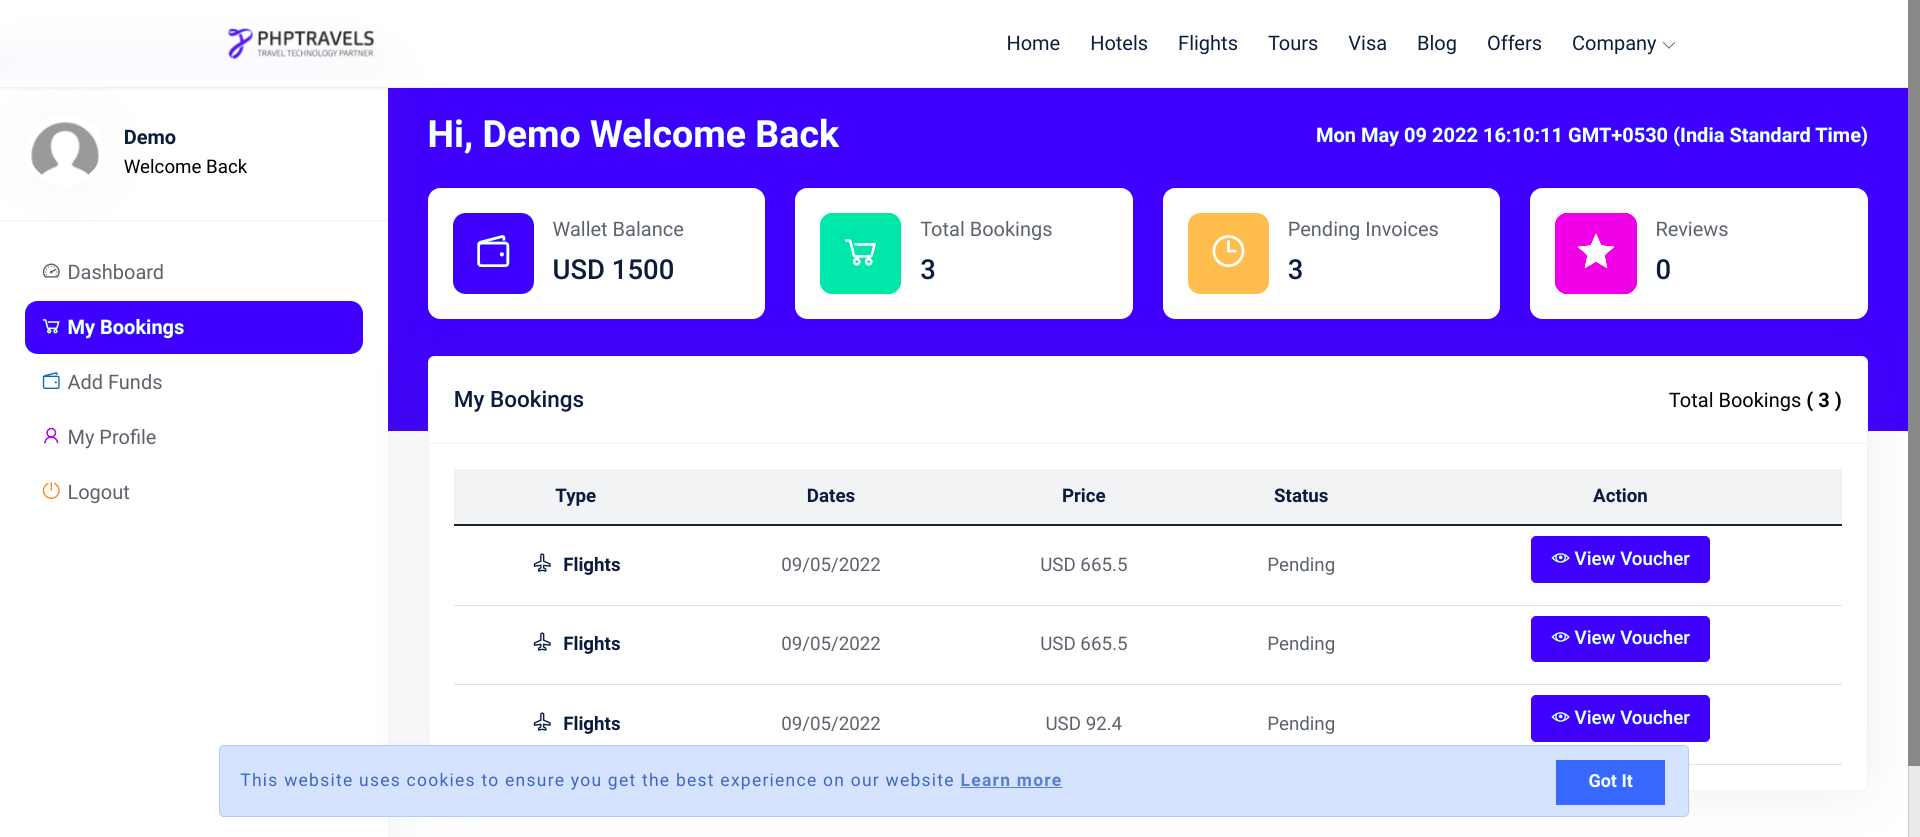 PHPTRAVELS
TRAVEL TECHNOLOGY PARTNER
Home Hotels Flights Tours Visa Blog Offers Company
Demo
Welcome Back
Dashboard
My Bookings
Add Funds
My Profile
Logout
Hi, Demo Welcome Back
Mon May 09 2022 16:10:11 GMT+0530 (India Standard Time)
Wallet Balance
USD 1500
Total Bookings
3
Pending Invoices
3
Reviews
0
My Bookings
Total Bookings ( 3 )
Type Dates Price Status Action
Flights 09/05/2022 USD 665.5 Pending View Voucher
Flights 09/05/2022 USD 665.5 Pending View Voucher
Flights 09/05/2022 USD 92.4 Pending View Voucher
This website uses cookies to ensure you get the best experience on our website Learn more
Got It